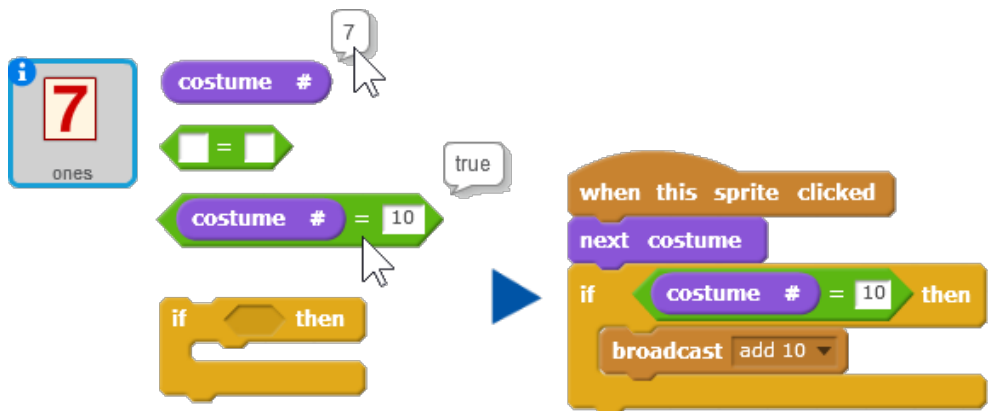 7
i
7
ones
costume #
=
true
costume # = 10
if then
when this sprite clicked
next costume
if costume # = 10 then
broadcast add 10